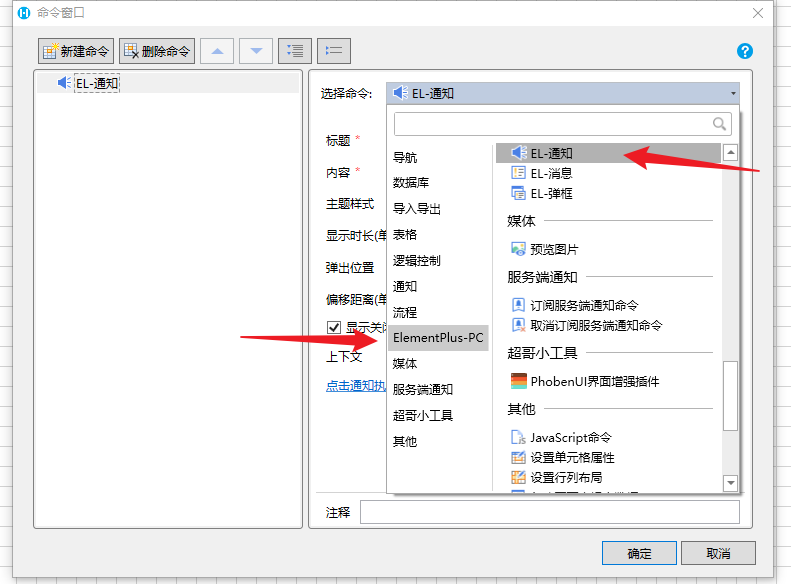 命令窗口
新建命令 删除命令
EL-通知
选择命令: EL-通知
标题 *
内容 *
主题样式
显示时长(单
弹出位置
偏移距离(单
显示关闭
上下文
点击通知执
导航
数据库
导入导出
表格
逻辑控制
通知
流程
ElementPlus-PC
媒体
服务端通知
超哥小工具
其他
EL-通知
EL-消息
EL-弹框
媒体
预览图片
服务端通知
订阅服务端通知命令
取消订阅服务端通知命令
超哥小工具
PhobenUI界面增强插件
其他
JavaScript命令
设置单元格属性
设置行列布局
注释
确定 取消